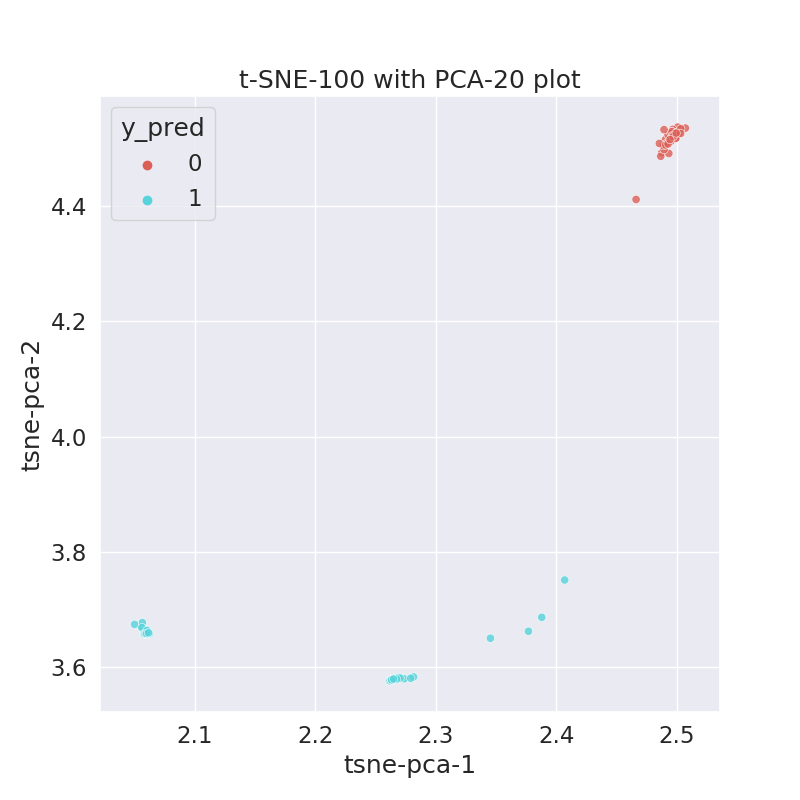 t-SNE-100 with PCA-20 plot
y_pred
0
1
4.4
4.2
4.0
3.8
3.6
tsne-pca-2
2.1 2.2 2.3 2.4 2.5
tsne-pca-1